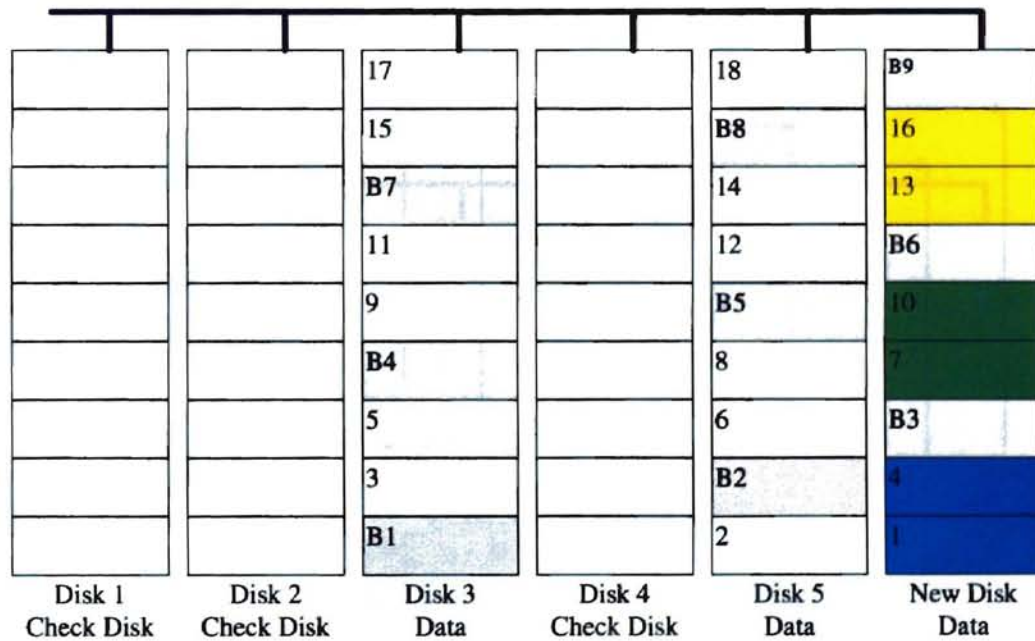 17 18 B9
15 B8 16
B7 14 13
11 12 B6
9 B5 10
B4 8 7
5 6 B3
3 B2 4
B1 2 1
Disk 1 Disk 2 Disk 3 Disk 4 Disk 5 New Disk
Check Disk Check Disk Data Check Disk Data Data